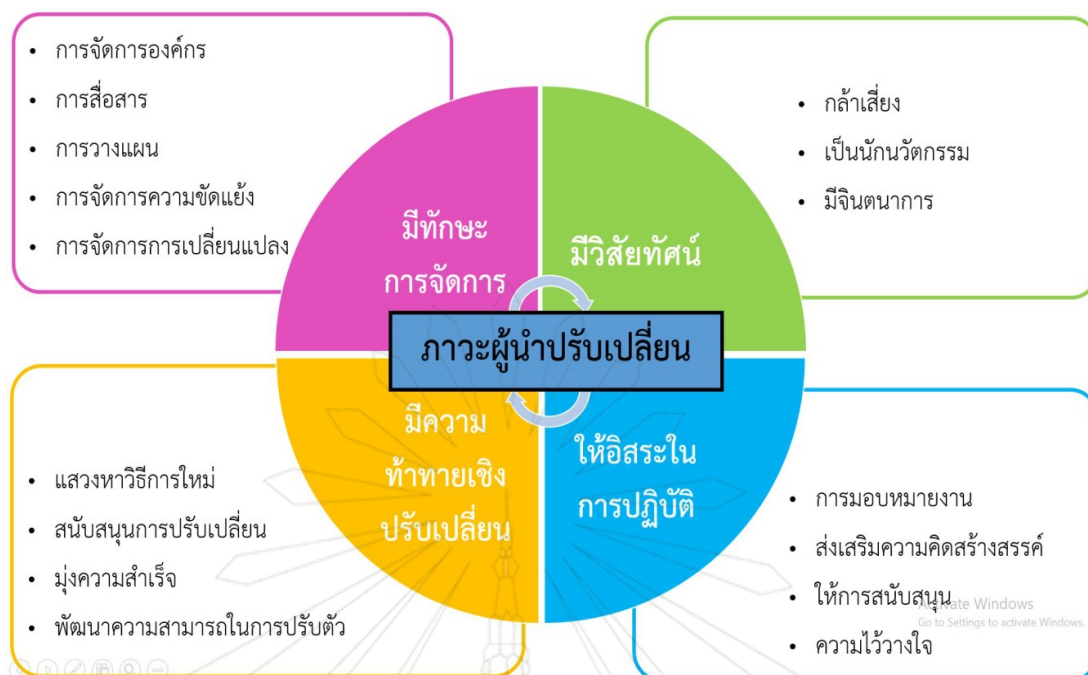 • การจัดการองค์กร
• การสื่อสาร
• การวางแผน
• การจัดการความขัดแย้ง
• การจัดการการเปลี่ยนแปลง
มีทักษะ
การจัดการ
มีวิสัยทัศน์
• กล้าเสี่ยง
• เป็นนักนวัตกรรม
• มีจินตนาการ
ภาวะผู้นำปรับเปลี่ยน
• แสวงหาวิธีการใหม่
• สนับสนุนการปรับเปลี่ยน
• มุ่งความสำเร็จ
• พัฒนาความสามารถในการปรับตัว
มีความ
ท้าทายเชิง
ปรับเปลี่ยน
ให้อิสระใน
การปฏิบัติ
• การมอบหมายงาน
• ส่งเสริมความคิดสร้างสรรค์
• ให้การสนับสนุน
• ความไว้วางใจ
Activate Windows
Go to Settings to activate Windows.